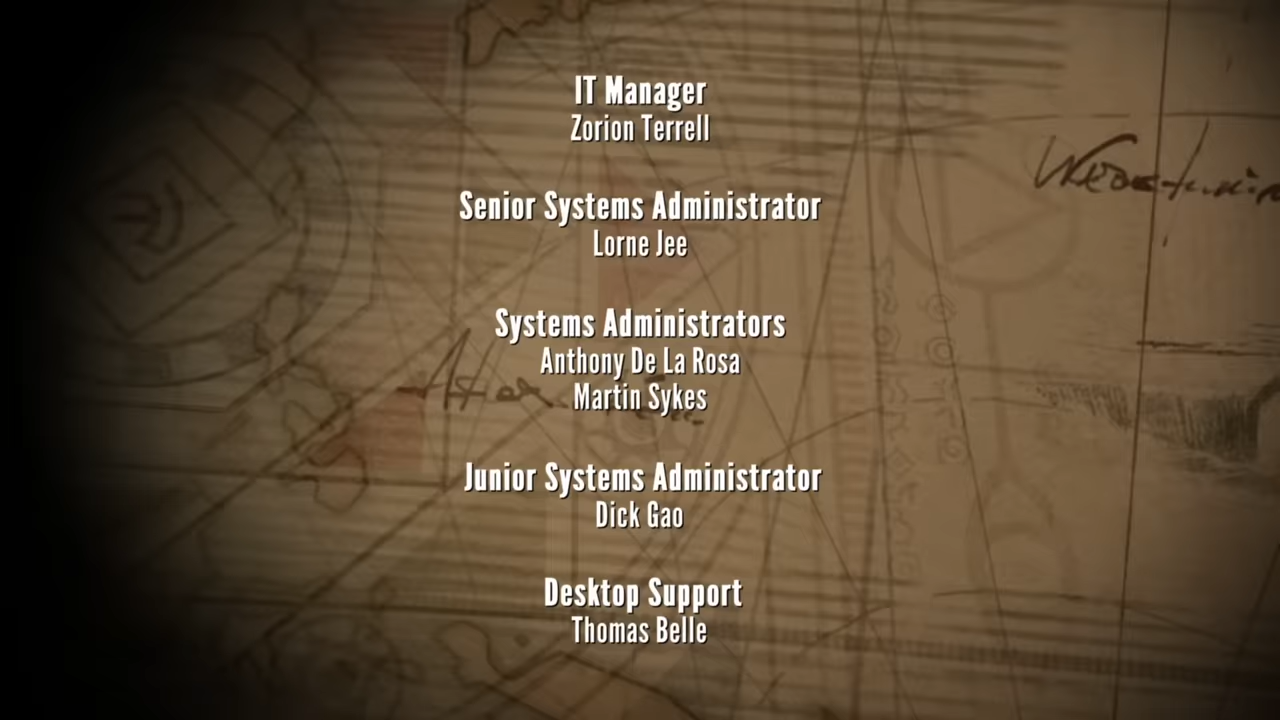 IT Manager
Zorion Terrell
Senior Systems Administrator
Lorne Jee
Systems Administrators
Anthony De La Rosa
Martin Sykes
Junior Systems Administrator
Dick Gao
Desktop Support
Thomas Belle